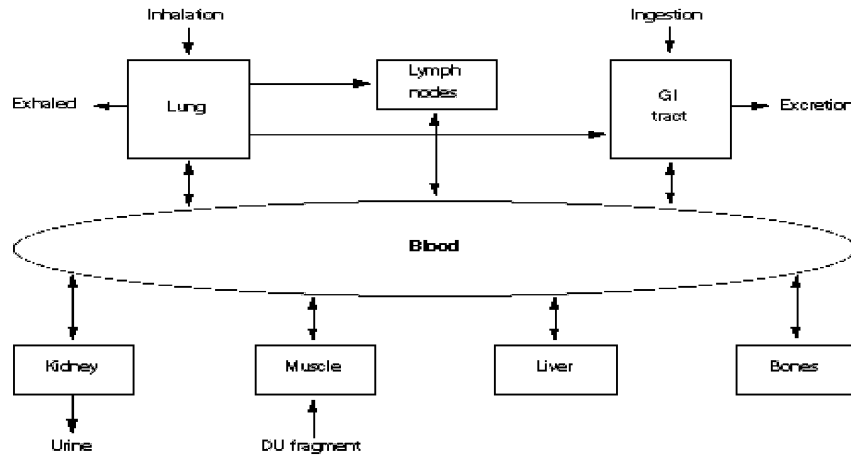 Inhalation
Ingestion
Lymph
nodes
GI
tract
Exhaled
Lung
Excretion
Blood
Kidney
Muscle
Liver
Bones
Urine
DU fragment